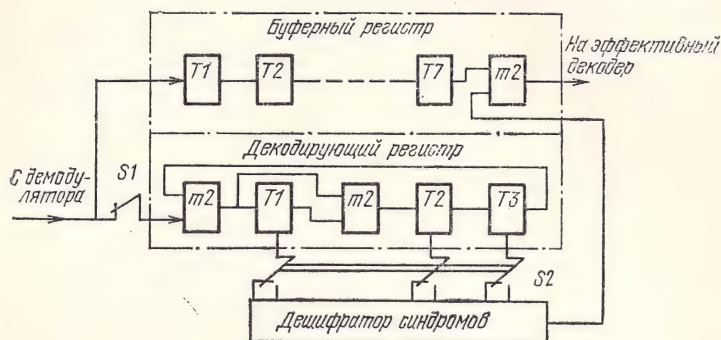 Буферный регистр
На эффективный
декодер
T1
T2
T7
m2
Декодирующий регистр
С демоду-
лятора
S1
m2
T1
m2
T2
T3
S2
Дешифратор синдромов